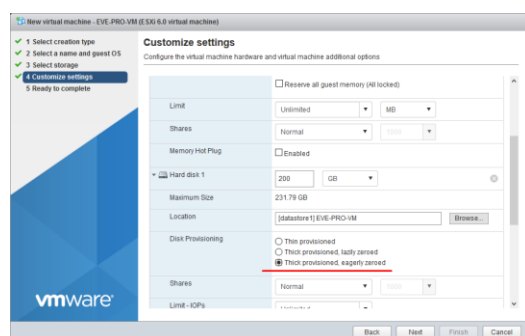 New virtual machine - EVE-PRO-VM (ESXi 6.0 virtual machine)
1 Select creation type
2 Select a name and guest OS
3 Select storage
4 Customize settings
5 Ready to complete
Customize settings
Configure the virtual machine hardware and virtual machine additional options
Reserve all guest memory (All locked)
Limit
Unlimited
MB
Shares
Normal
1000
Memory Hot Plug
Enabled
Hard disk 1
200
GB
Maximum Size
231.79 GB
Location
[datastore1] EVE-PRO-VM
Browse...
Disk Provisioning
Thin provisioned
Thick provisioned, lazily zeroed
Thick provisioned, eagerly zeroed
Shares
Normal
1000
Limit - IOPs
Unlimited
vmware
Back
Next
Finish
Cancel